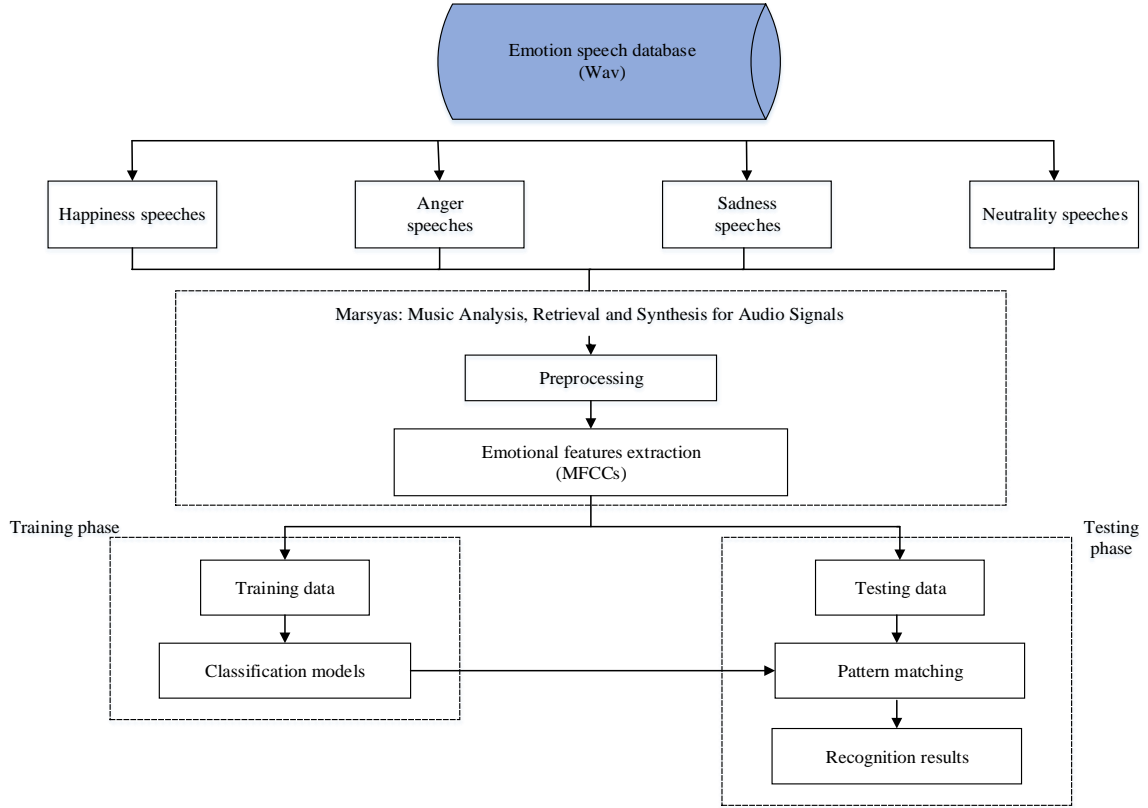 Emotion speech database
(Wav)
Happiness speeches
Anger
speeches
Sadness
speeches
Neutrality speeches
Marsyas: Music Analysis, Retrieval and Synthesis for Audio Signals
Preprocessing
Emotional features extraction
(MFCCs)
Training phase
Testing
phase
Training data
Testing data
Classification models
Pattern matching
Recognition results